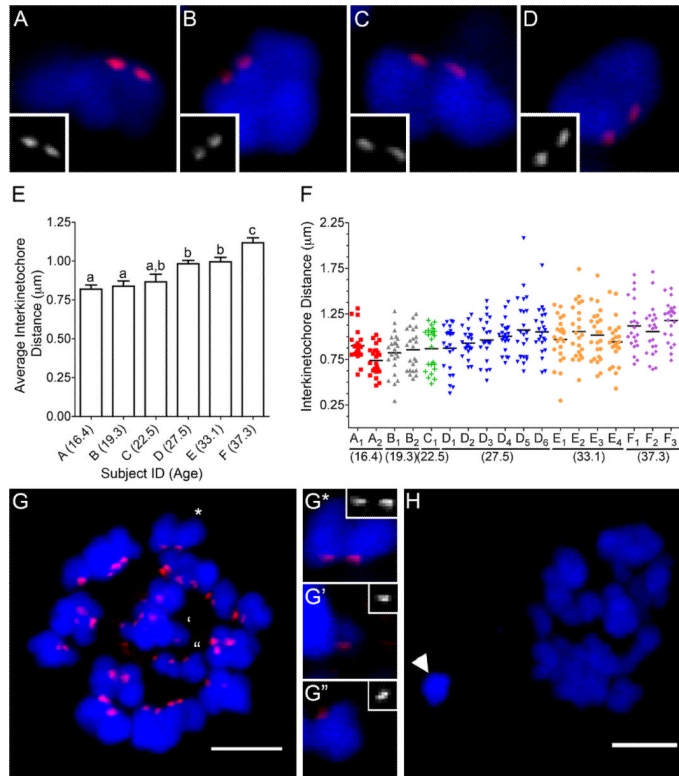 A
B
C
D
E
F
Average Interkinetochore
Distance (μm)
1.25
1.00
0.75
0.50
0.25
0.00
a
a
a,b
b
b
c
A (16.4)
B (19.3)
C (22.5)
D (27.5)
E (33.1)
F (37.3)
Subject ID (Age)
Interkinetochore Distance (μm)
2.25
1.75
1.25
0.75
0.25
A1 A2 B1 B2 C1 D1 D2 D3 D4 D5 D6 E1 E2 E3 E4 F1 F2 F3
(16.4) (19.3)(22.5) (27.5) (33.1) (37.3)
G
*
‘
“
G*
G’
G”
H